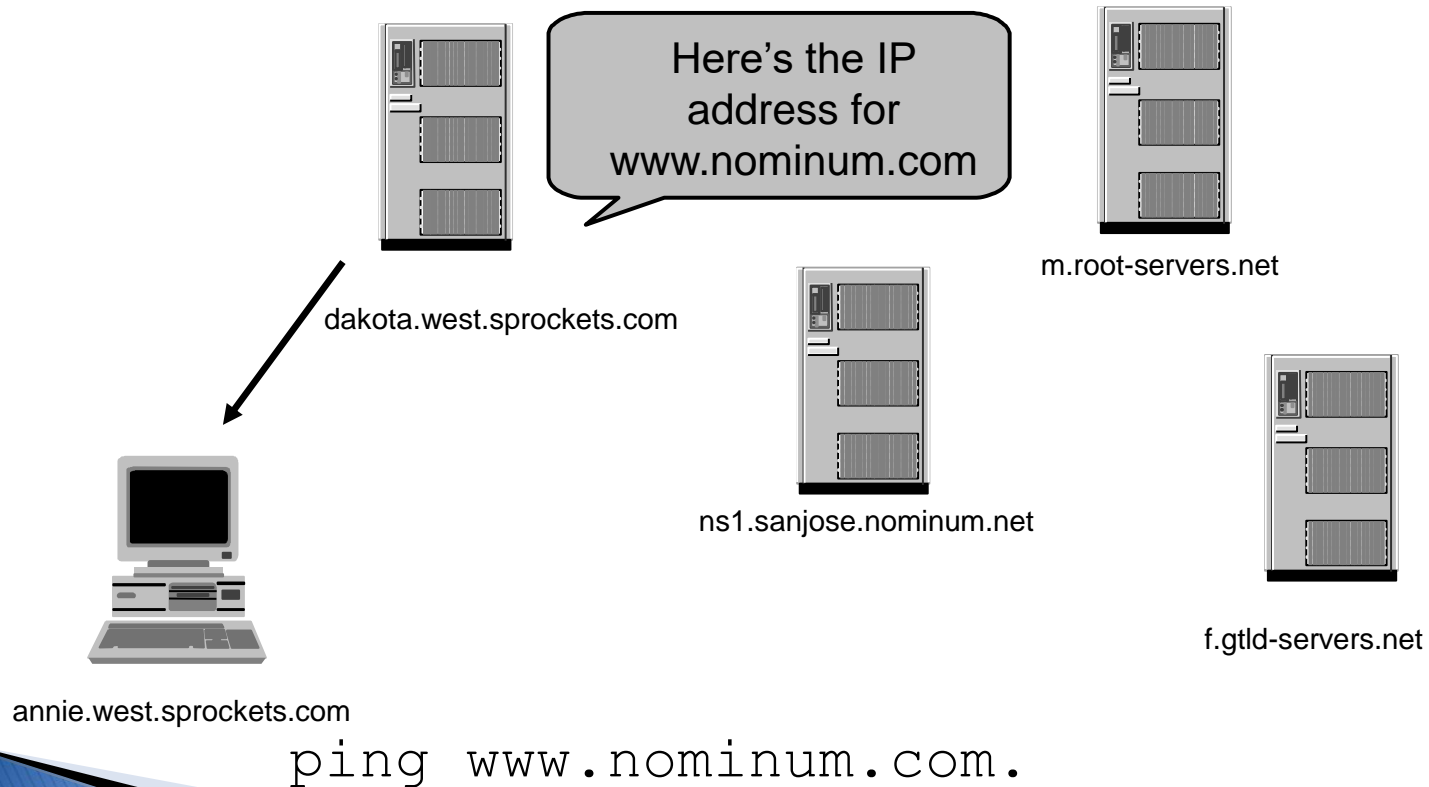 Here’s the IP
address for
www.nominum.com
m.root-servers.net
dakota.west.sprockets.com
ns1.sanjose.nominum.net
f.gtld-servers.net
annie.west.sprockets.com
ping www.nominum.com.